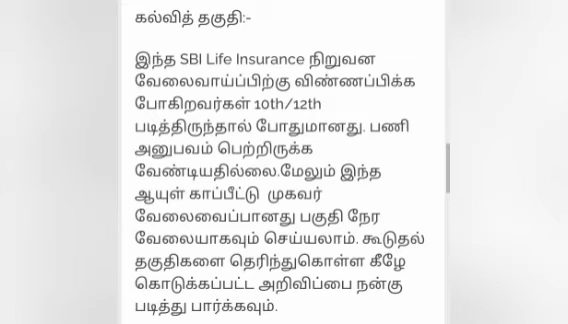 கல்வித் தகுதி:-
இந்த SBI Life Insurance நிறுவன
வேலைவாய்ப்பிற்கு விண்ணப்பிக்க
போகிறவர்கள் 10th/12th
படித்திருந்தால் போதுமானது. பணி
அனுபவம் பெற்றிருக்க
வேண்டியதில்லை.மேலும் இந்த
ஆயுள் காப்பீட்டு முகவர்
வேலைவைப்பானது பகுதி நேர
வேலையாகவும் செய்யலாம். கூடுதல்
தகுதிகளை தெரிந்துகொள்ள கீழே
கொடுக்கப்பட்ட அறிவிப்பை நன்கு
படித்து பார்க்கவும்.